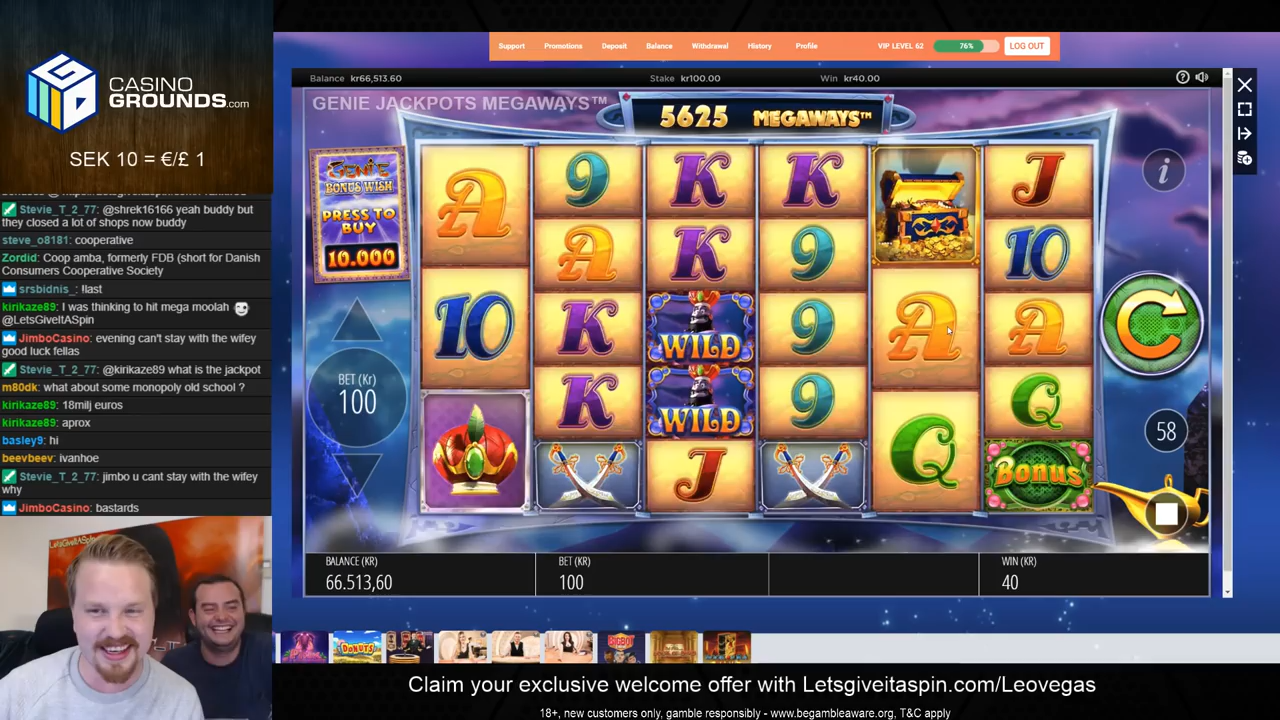 CASINO
GROUNDS.com
SEK 10 = €/£ 1
Stevie_T_2_77: @shrek16166 yeah buddy but
they closed a lot of shops now buddy
steve_o8181: cooperative
Zordid: Coop amba, formerly FDB (short for Danish
Consumers Cooperative Society
srsbidnis_: !last
kirikaze89: I was thinking to hit mega moolah
@LetsGiveItASpin
JimboCasino: evening can't stay with the wifey
good luck fellas
Stevie_T_2_77: @kirikaze89 what is the jackpot
m80dk: what about some monopoly old school ?
kirikaze89: 18milj euros
kirikaze89: aprox
basley9: hi
beevbeev: ivanhoe
Stevie_T_2_77: jimbo u cant stay with the wifey
why
JimboCasino: bastards
Support Promotions Deposit Balance Withdrawal History Profile VIP LEVEL 62 76% LOG OUT
Balance kr66,513.60 Stake kr100.00 Win kr40.00
GENIE JACKPOTS MEGAWAYS™
5625 MEGAWAYS™
GENIE
BONUS WISH
PRESS TO
BUY
10.000
A 9 K K J
A K 9 10
10 K WILD 9 A A
K WILD 9 Q Q
J Bonus
BET (Kr)
100
58
BALANCE (KR) BET (KR) WIN (KR)
66.513,60 100 40
DONUTS
Claim your exclusive welcome offer with Letsgiveitaspin.com/Leovegas
18+, new customers only, gamble responsibly - www.begambleaware.org, T&C apply